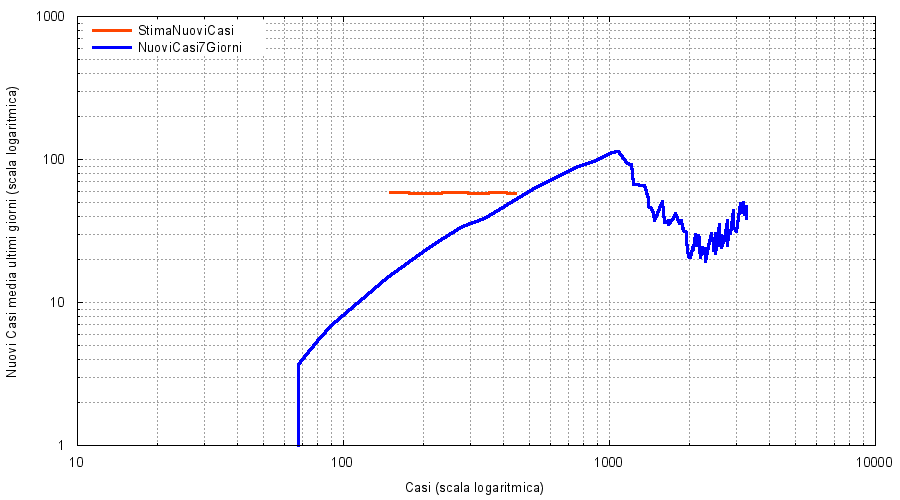 1000
StimaNuoviCasi
NuoviCasi7Giorni
Nuovi Casi media ultimi giorni (scala logaritmica)
100
10
1
10
100
1000
10000
Casi (scala logaritmica)